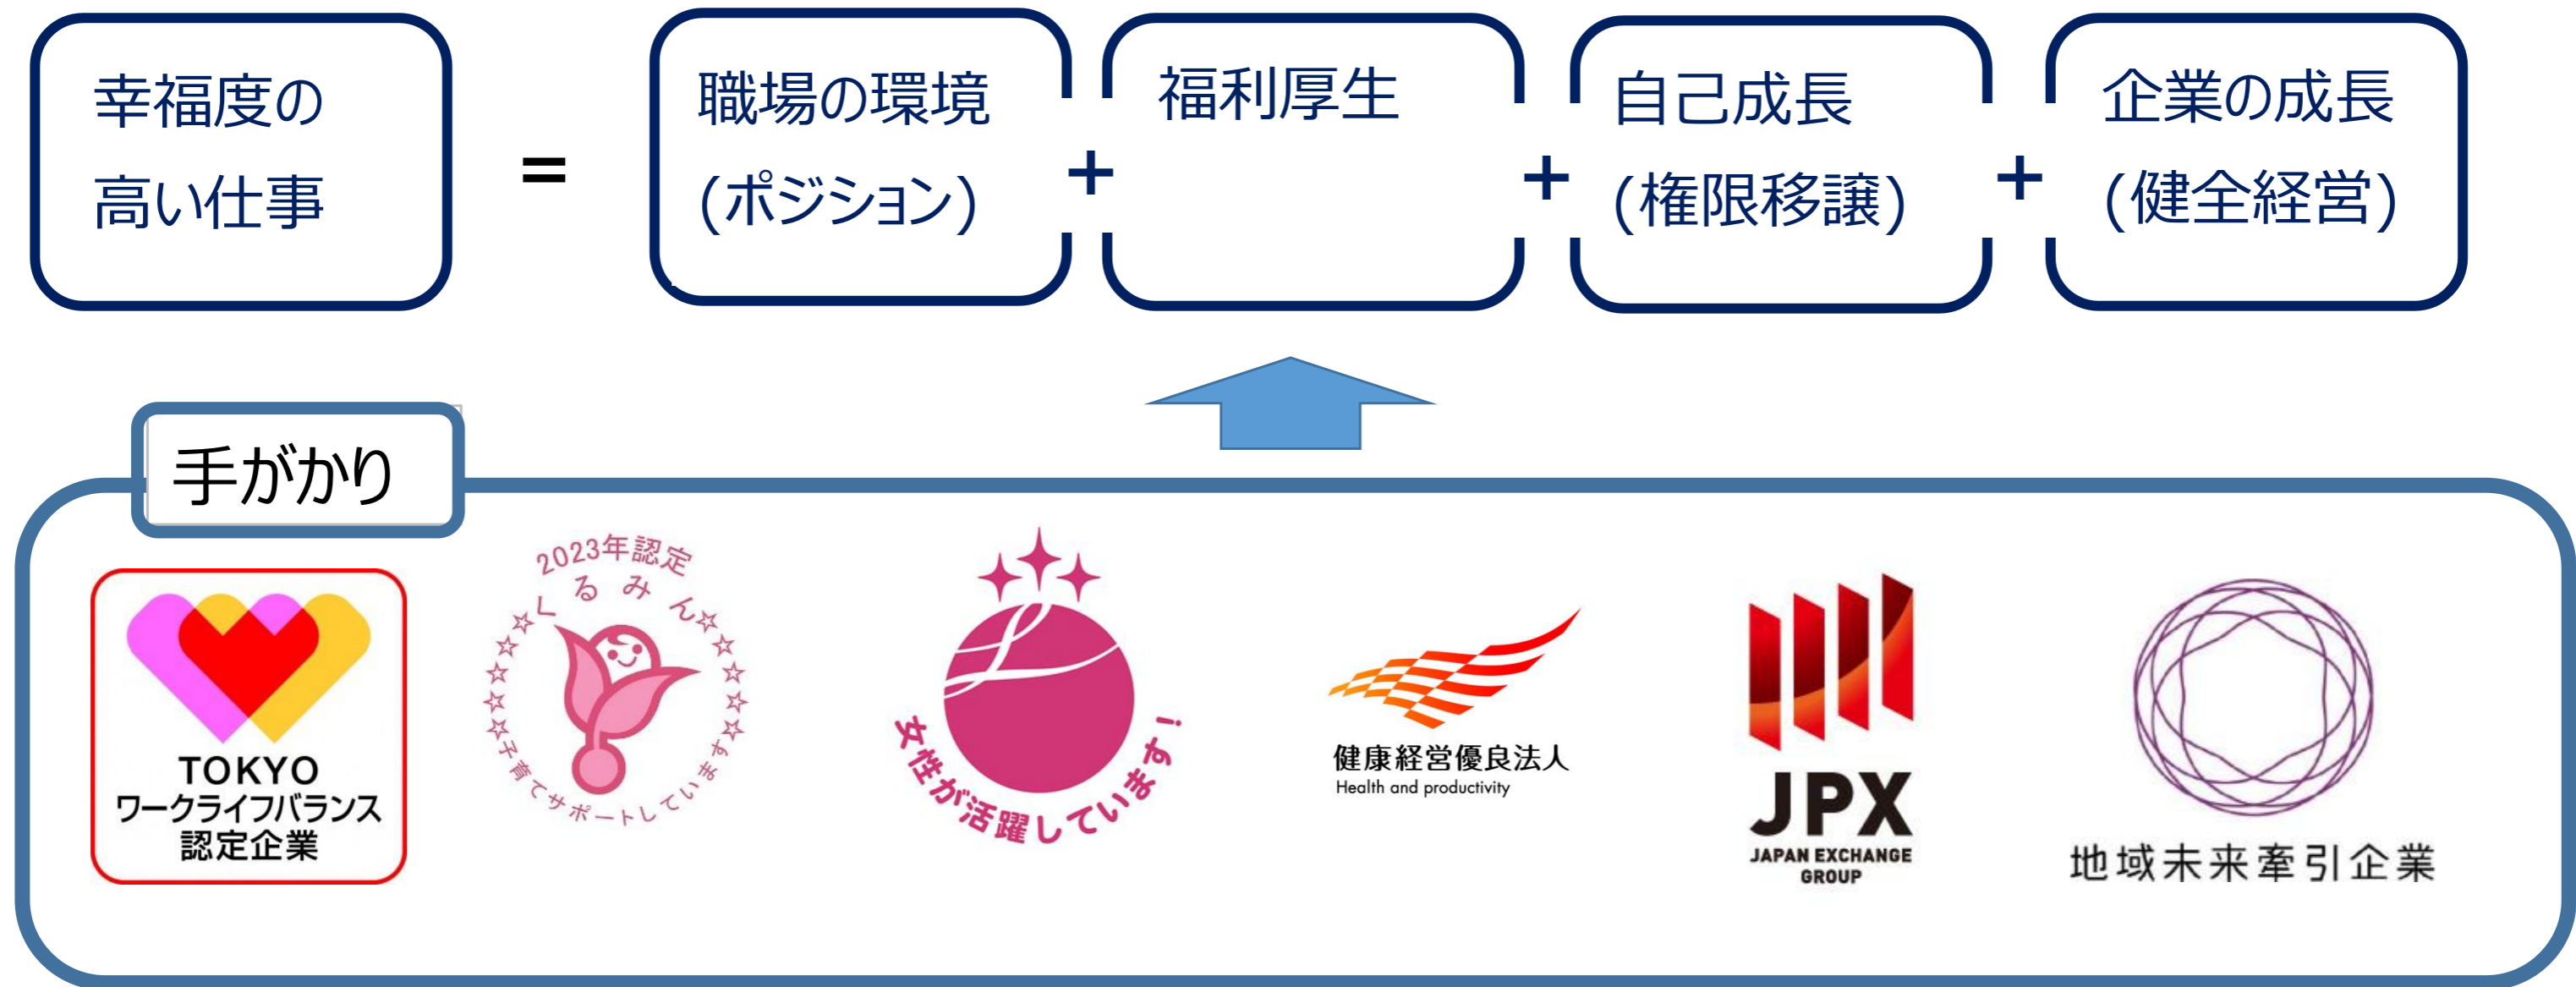 幸福度の
高い仕事
=
職場の環境
(ポジション)
+
福利厚生
+
自己成長
(権限移譲)
+
企業の成長
(健全経営)
手がかり
TOKYO
ワークライフバランス
認定企業
2023年認定
くるみん
☆☆☆☆☆☆子育てサポートしています☆☆☆☆☆☆
女性が活躍しています!
健康経営優良法人
Health and productivity
JPX
JAPAN EXCHANGE
GROUP
地域未来牽引企業